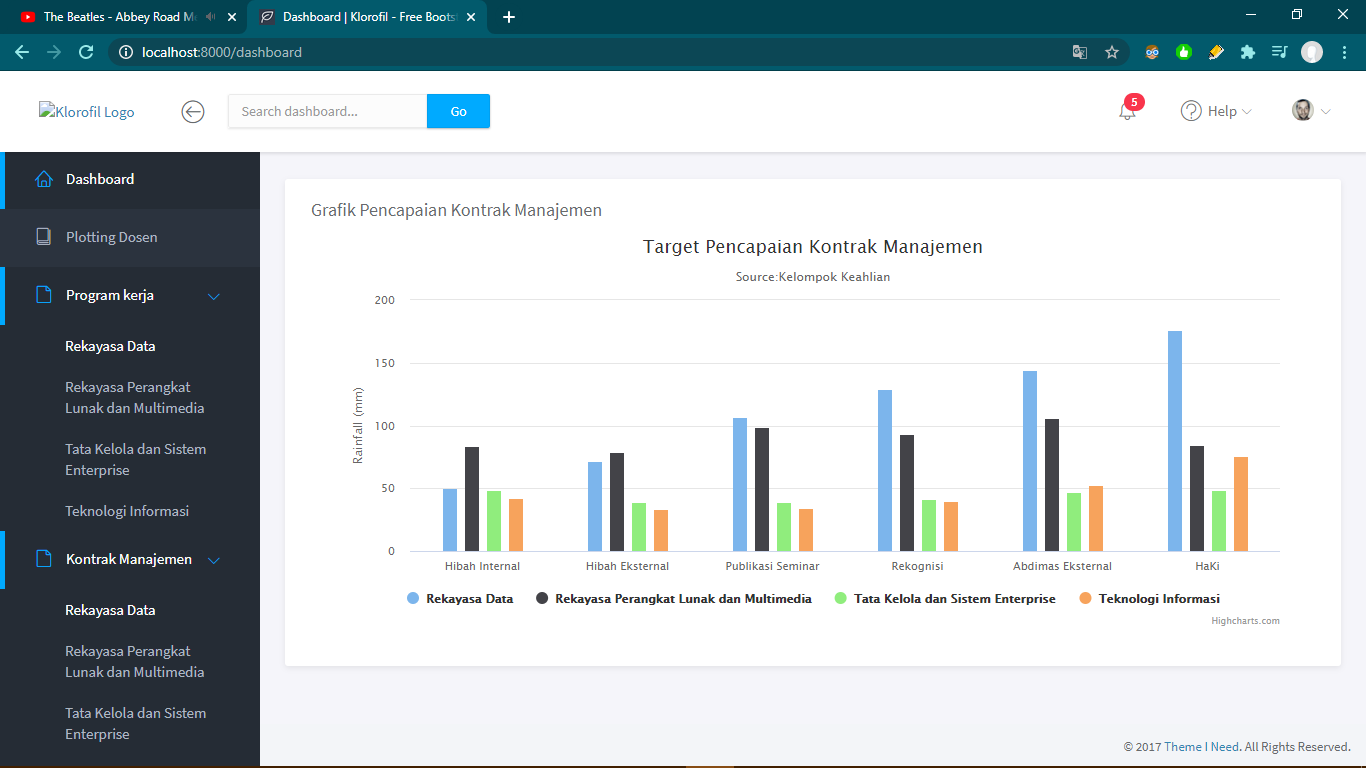 The Beatles - Abbey Road M
Dashboard | Klorofil - Free Boots
localhost:8000/dashboard
Klorofil Logo
Search dashboard...
Go
5
Help
Dashboard
Plotting Dosen
Program kerja
Rekayasa Data
Rekayasa Perangkat
Lunak dan Multimedia
Tata Kelola dan Sistem
Enterprise
Teknologi Informasi
Kontrak Manajemen
Rekayasa Data
Rekayasa Perangkat
Lunak dan Multimedia
Tata Kelola dan Sistem
Enterprise
Grafik Pencapaian Kontrak Manajemen
Target Pencapaian Kontrak Manajemen
Source:Kelompok Keahlian
Rainfall (mm)
200
150
100
50
0
Hibah Internal
Hibah Eksternal
Publikasi Seminar
Rekognisi
Abdimas Eksternal
HaKi
Rekayasa Data
Rekayasa Perangkat Lunak dan Multimedia
Tata Kelola dan Sistem Enterprise
Teknologi Informasi
Highcharts.com
© 2017 Theme I Need. All Rights Reserved.